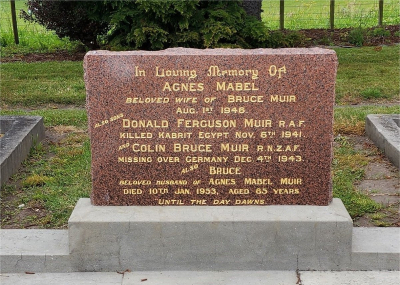 In Loving Memory Of
Agnes Mabel
Beloved wife of Bruce Muir
Aug. 1st 1946.
also sons
Donald Ferguson Muir R.A.F.
Killed Kabrit Egypt Nov. 6th 1941.
and Colin Bruce Muir R.N.Z.A.F.
Missing over Germany Dec 4th 1943.
Also Bruce
Beloved husband of Agnes Mabel Muir
Died 10th Jan. 1953, aged 65 years
"Until the day dawns"